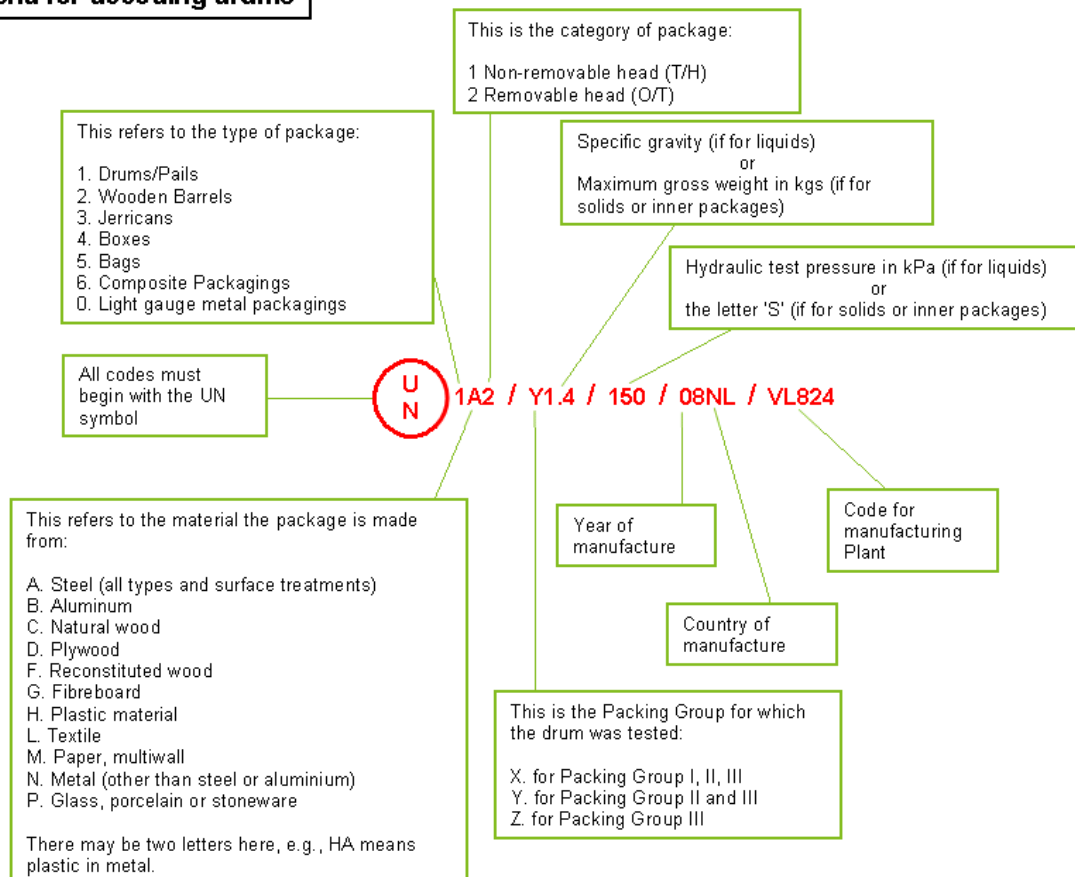 for
drums
This is the category of package:
1 Non-removable head (T/H)
2 Removable head (O/T)
This refers to the type of package:
1. Drums/Pails
2. Wooden Barrels
3. Jerricans
4. Boxes
5. Bags
6. Composite Packagings
0. Light gauge metal packagings
Specific gravity (if for liquids)
or
Maximum gross weight in kgs (if for
solids or inner packages)
Hydraulic test pressure in kPa (if for liquids)
or
the letter 'S' (if for solids or inner packages)
All codes must
begin with the UN
symbol
U
N
1A2 / Y1.4 / 150 / 08NL / VL824
This refers to the material the package is made
from:
A. Steel (all types and surface treatments)
B. Aluminum
C. Natural wood
D. Plywood
F. Reconstituted wood
G. Fibreboard
H. Plastic material
L. Textile
M. Paper, multiwall
N. Metal (other than steel or aluminium)
P. Glass, porcelain or stoneware
There may be two letters here, e.g., HA means
plastic in metal.
Year of
manufacture
Code for
manufacturing
Plant
Country of
manufacture
This is the Packing Group for which
the drum was tested:
X. for Packing Group I, II, III
Y. for Packing Group II and III
Z. for Packing Group III